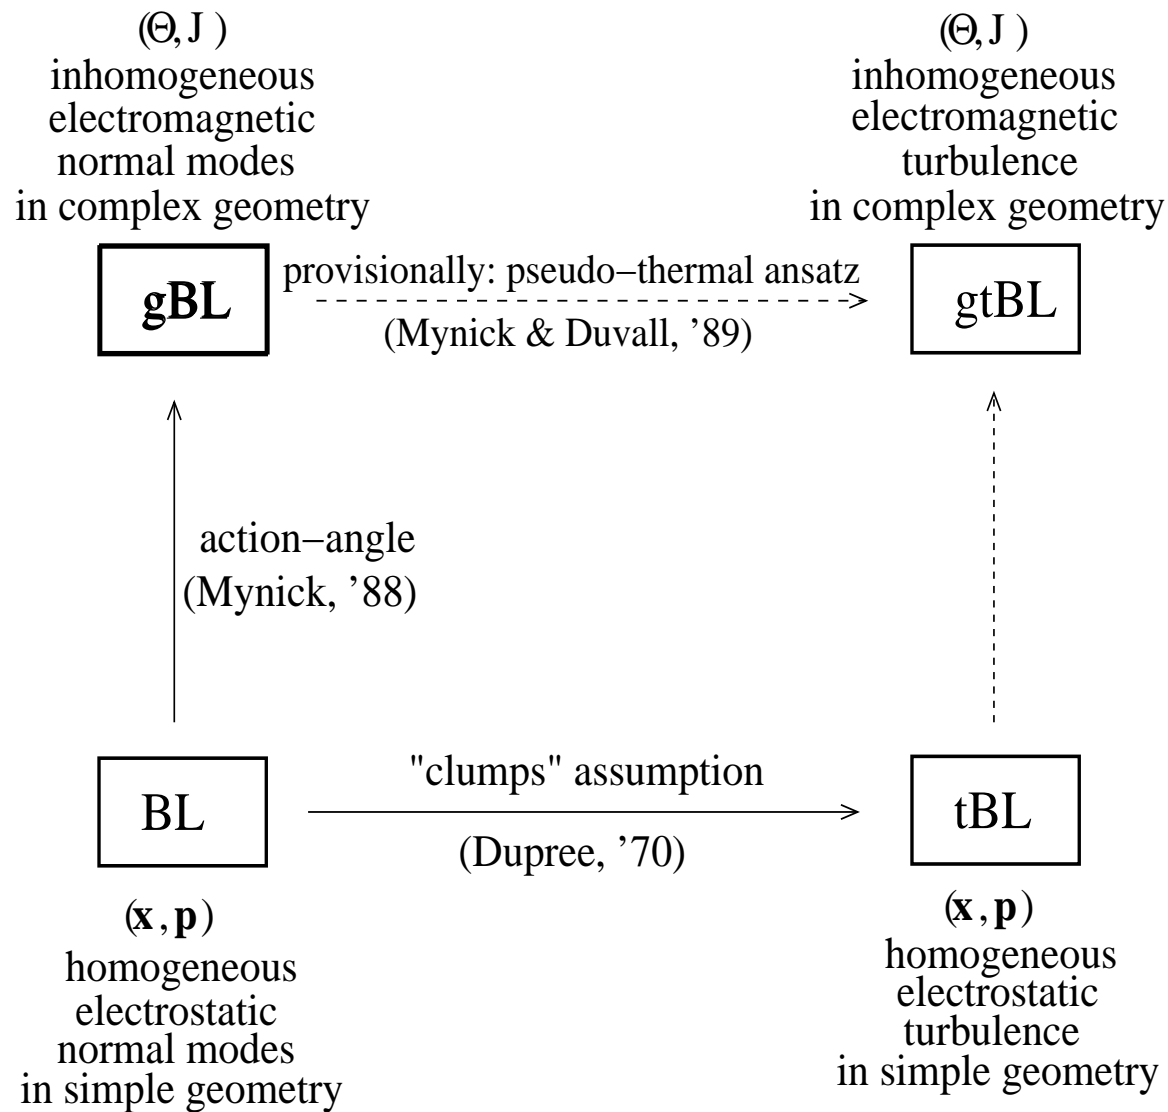 (Θ, J )
inhomogeneous
electromagnetic
normal modes
in complex geometry
gBL
provisionally: pseudo−thermal ansatz
(Mynick & Duvall, ’89)
(Θ, J )
inhomogeneous
electromagnetic
turbulence
in complex geometry
gtBL
action−angle
(Mynick, ’88)
BL
"clumps" assumption
(Dupree, ’70)
tBL
(x , p )
homogeneous
electrostatic
normal modes
in simple geometry
(x , p )
homogeneous
electrostatic
turbulence
in simple geometry